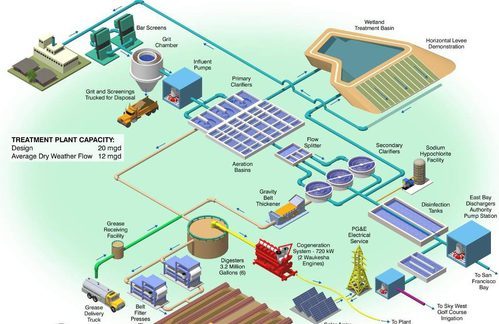 Bar Screens
Grit
Chamber
Influent
Pumps
Wetland
Treatment Basin
Horizontal Levee
Demonstration
Grit and Screenings
Trucked for Disposal
Primary
Clarifiers
TREATMENT PLANT CAPACITY:
Design 20 mgd
Average Dry Weather Flow 12 mgd
Flow
Splitter
Secondary
Clarifiers
Sodium
Hypochlorite
Facility
Aeration
Basins
Gravity
Belt
Thickener
Disinfection
Tanks
East Bay
Dischargers
Authority
Pump Station
Grease
Receiving
Facility
Digesters
3.2 Million
Gallons (6)
Cogeneration
System - 720 kW
(2 Waukesha
Engines)
PG&E
Electrical
Service
To San
Francisco
Bay
Grease
Delivery
Truck
Belt
Filter
Presses
To Plant
To Sky West
Golf Course
Irrigation